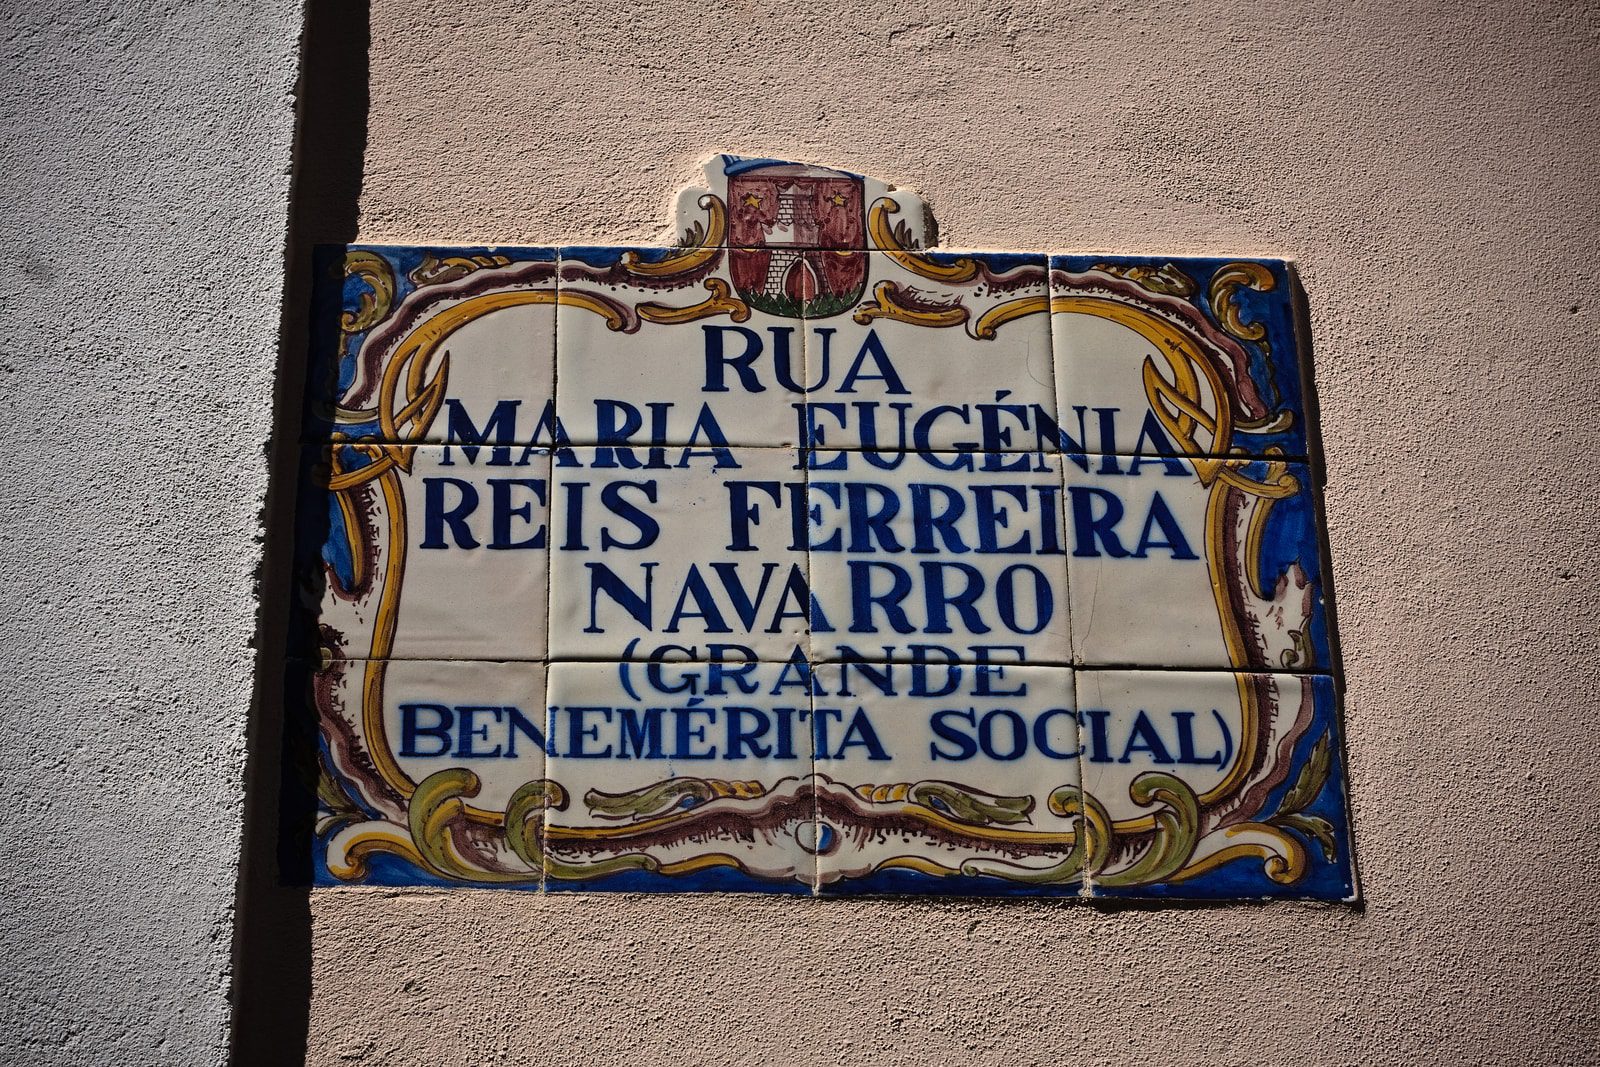 RUA
MARIA EUGÉNIA
REIS FERREIRA
NAVARRO
(GRANDE
BENEMÉRITA SOCIAL)